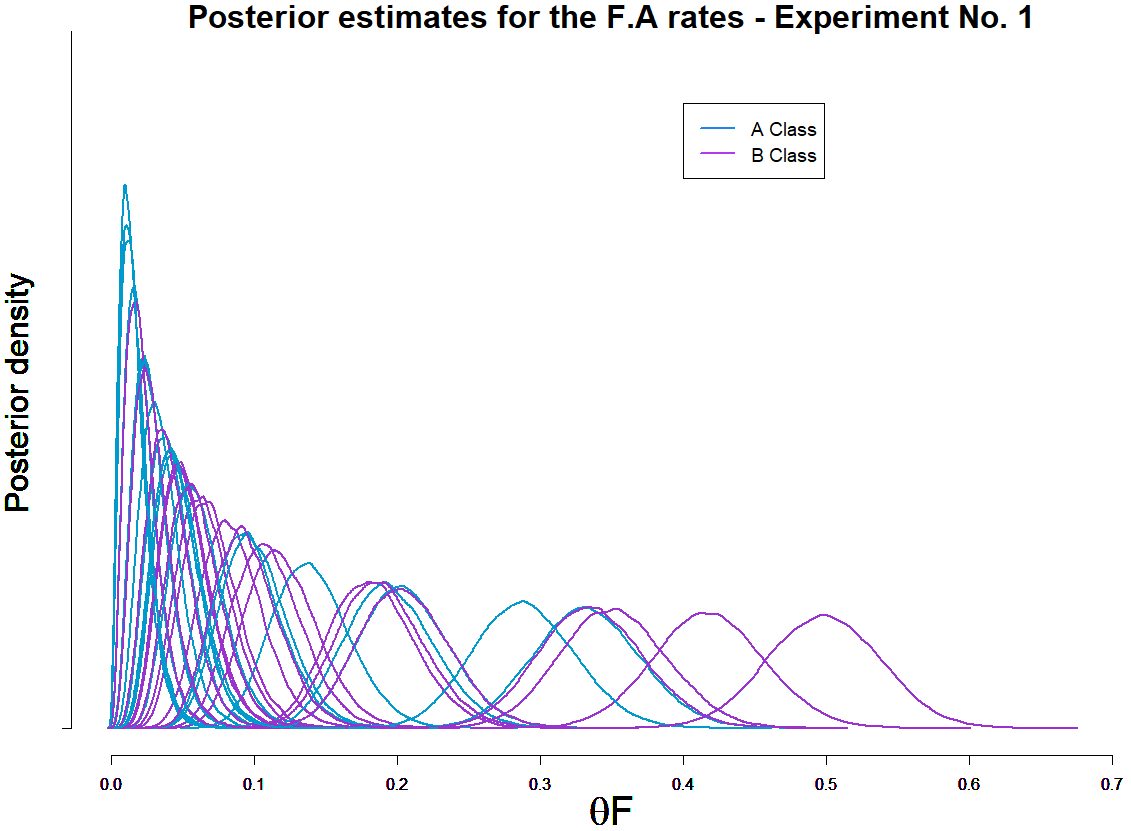 Posterior estimates for the F.A rates - Experiment No. 1
A Class
B Class
Posterior density
0.0 0.1 0.2 0.3 0.4 0.5 0.6 0.7
θF